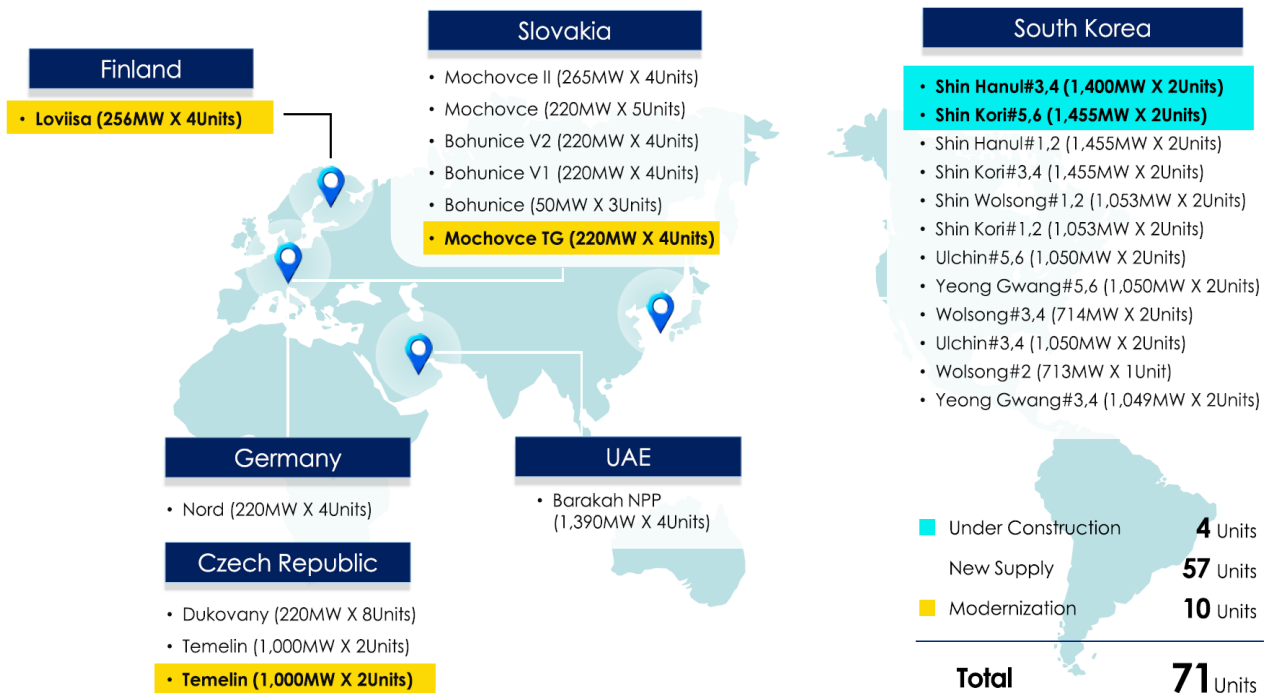 Finland
• Loviisa (256MW X 4Units)
Slovakia
• Mochovce II (265MW X 4Units)
• Mochovce (220MW X 5Units)
• Bohunice V2 (220MW X 4Units)
• Bohunice V1 (220MW X 4Units)
• Bohunice (50MW X 3Units)
• Mochovce TG (220MW X 4Units)
South Korea
• Shin Hanul#3,4 (1,400MW X 2Units)
• Shin Kori#5,6 (1,455MW X 2Units)
• Shin Hanul#1,2 (1,455MW X 2Units)
• Shin Kori#3,4 (1,455MW X 2Units)
• Shin Wolsong#1,2 (1,053MW X 2Units)
• Shin Kori#1,2 (1,053MW X 2Units)
• Ulchin#5,6 (1,050MW X 2Units)
• Yeong Gwang#5,6 (1,050MW X 2Units)
• Wolsong#3,4 (714MW X 2Units)
• Ulchin#3,4 (1,050MW X 2Units)
• Wolsong#2 (713MW X 1Unit)
• Yeong Gwang#3,4 (1,049MW X 2Units)
Germany
• Nord (220MW X 4Units)
Czech Republic
• Dukovany (220MW X 8Units)
• Temelin (1,000MW X 2Units)
• Temelin (1,000MW X 2Units)
UAE
• Barakah NPP
(1,390MW X 4Units)
Under Construction 4 Units
New Supply 57 Units
Modernization 10 Units
Total 71 Units